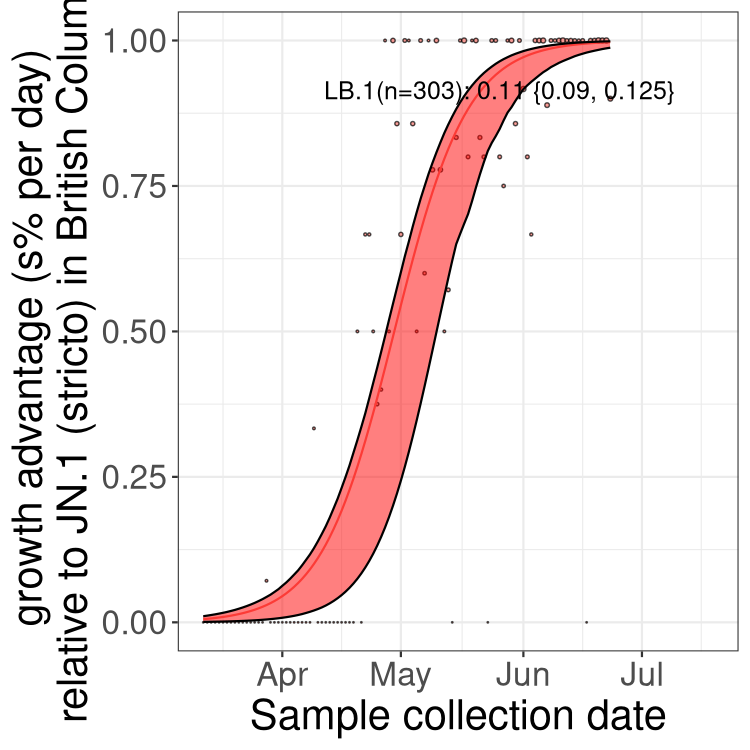 growth advantage (s% per day)
relative to JN.1 (stricto) in British Colum
1.00
0.75
0.50
0.25
0.00
LB.1(n=303): 0.11 {0.09, 0.125}
Apr May Jun Jul
Sample collection date